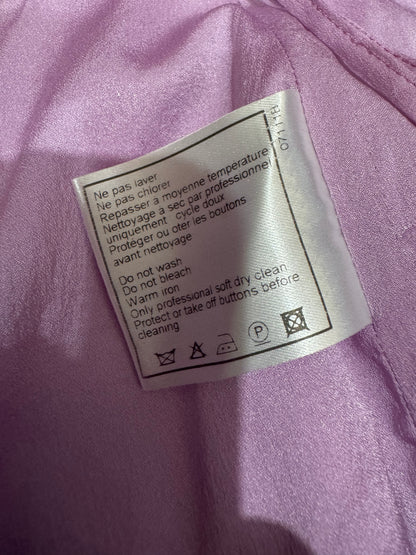 Ne pas laver
Ne pas chlorer
Repasser a moyenne temperature
Nettoyage a sec par professionnel
uniquement cycle doux
Proteger ou oter les boutons
avant nettoyage
Do not wash
Do not bleach
Warm iron
Only professional soft dry clean
Protect or take off buttons before
cleaning
P